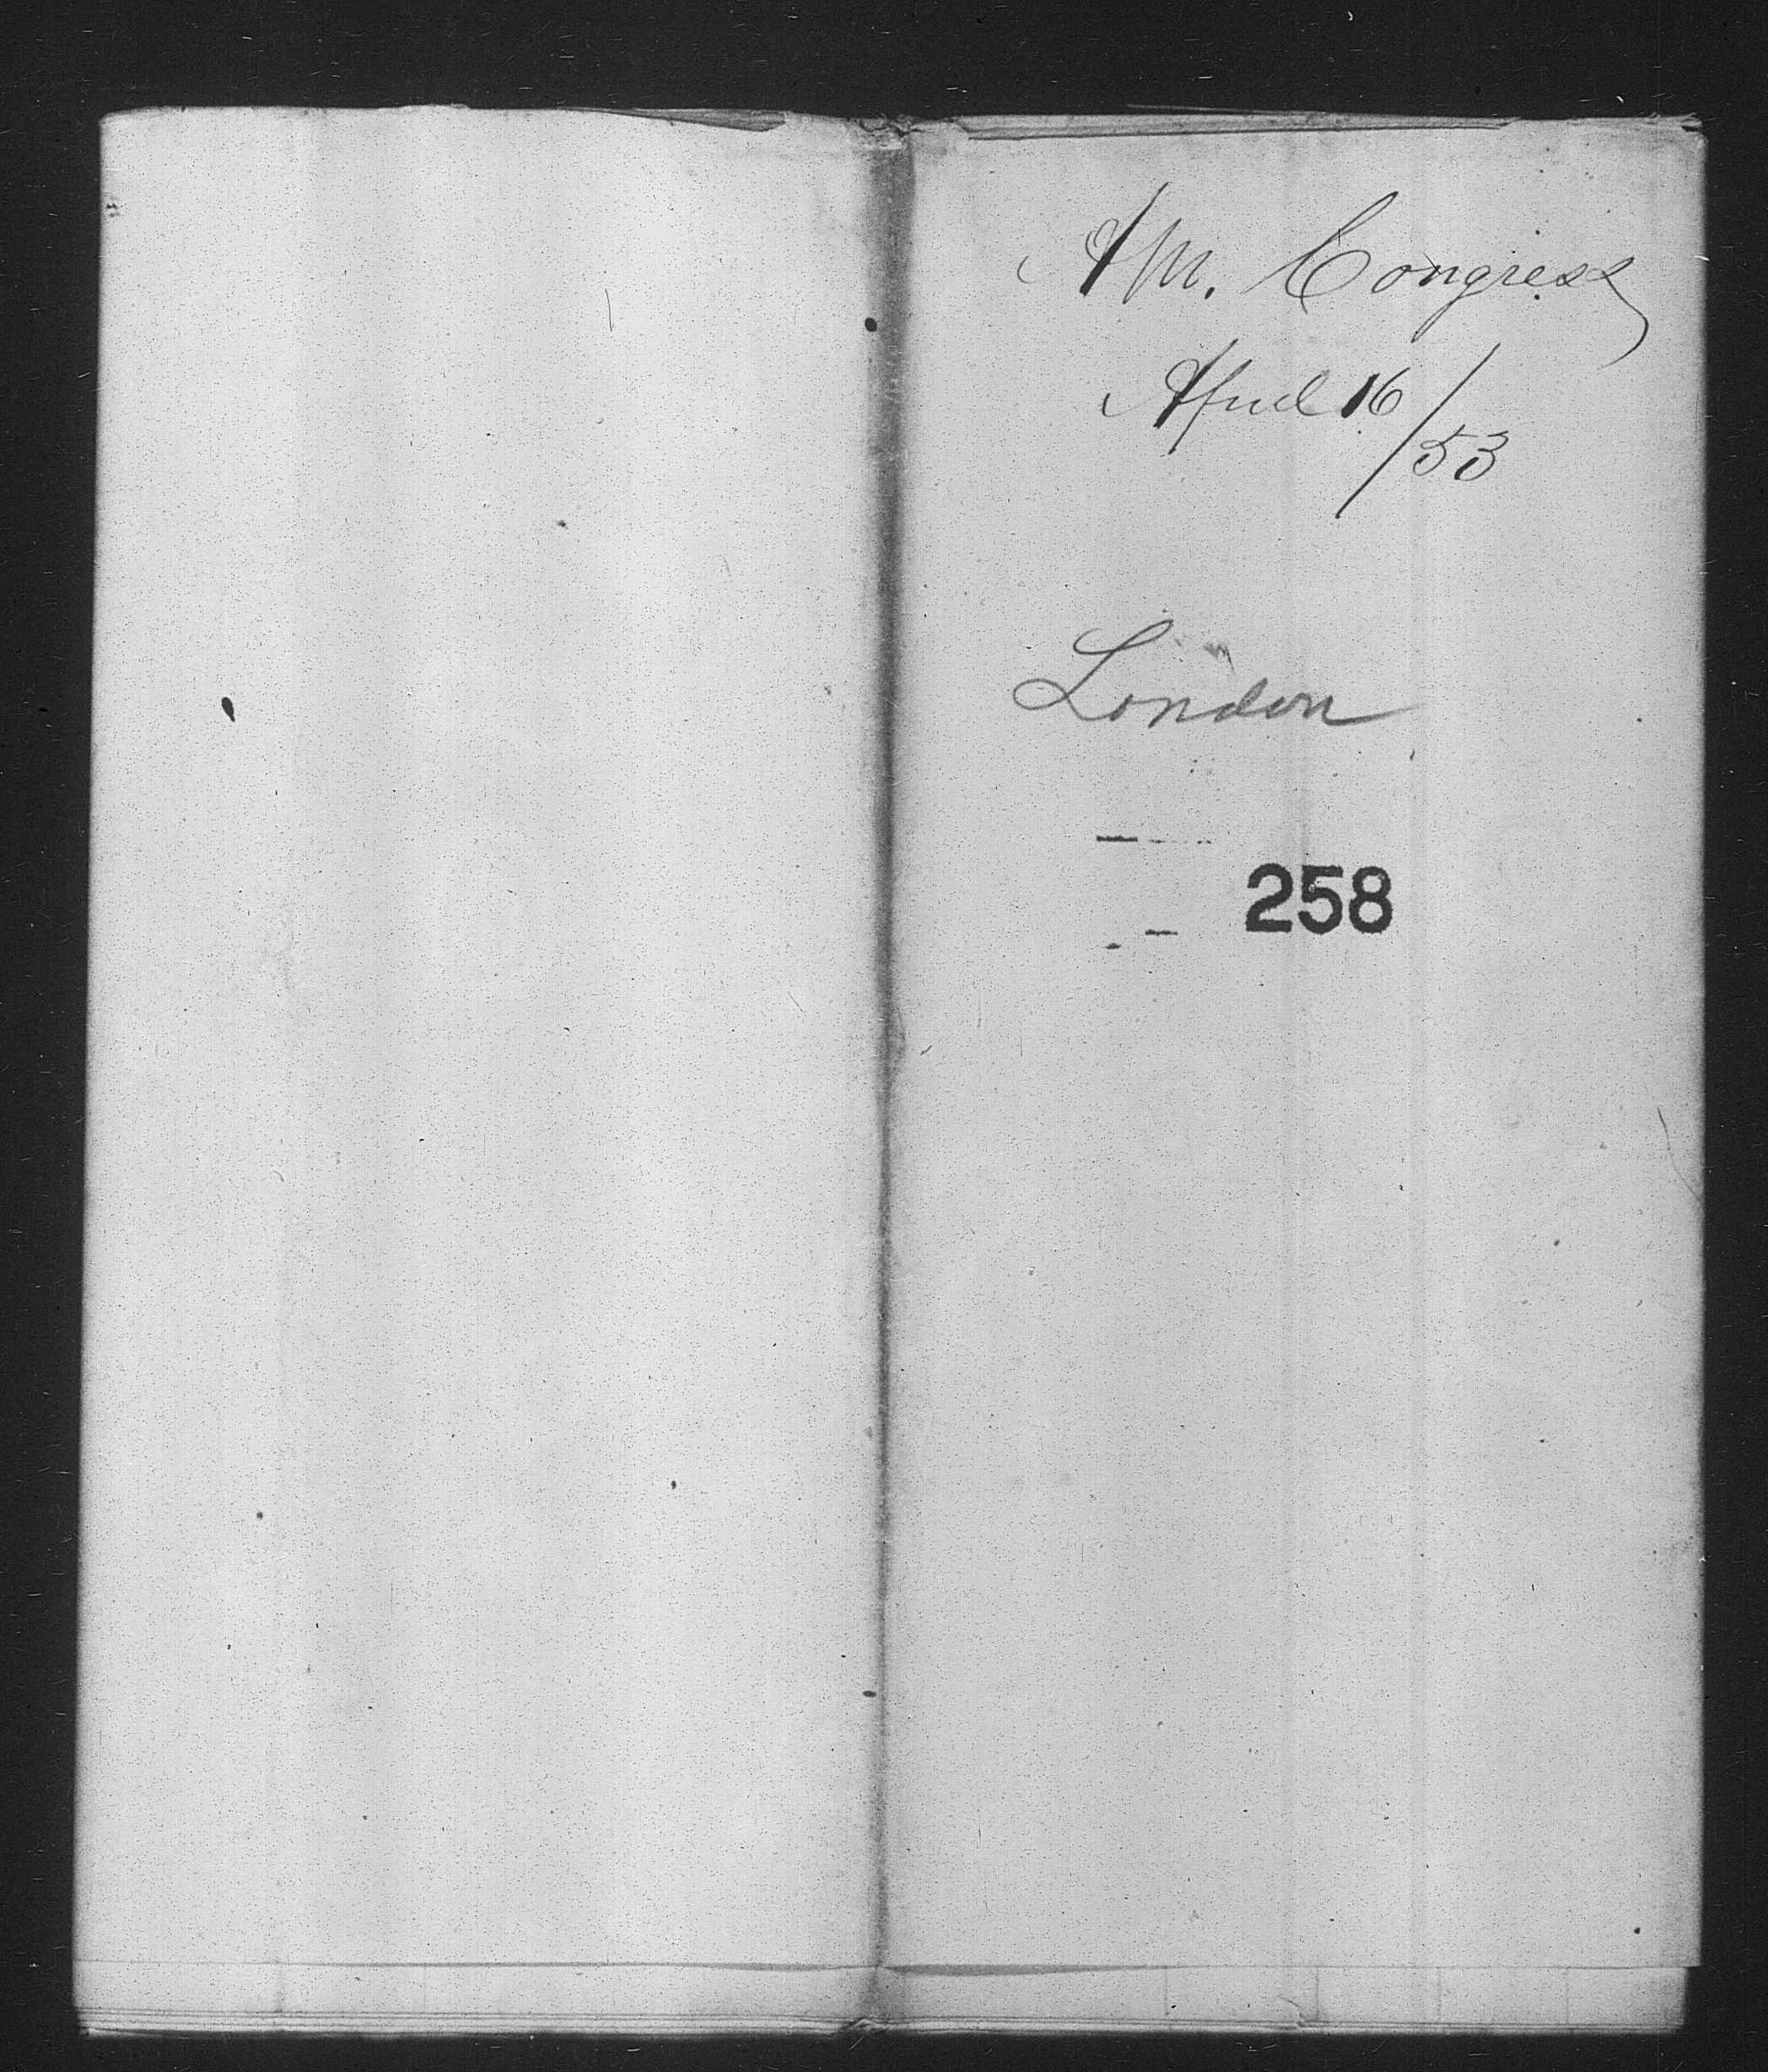 Am. Congress
April 16/53
London
258